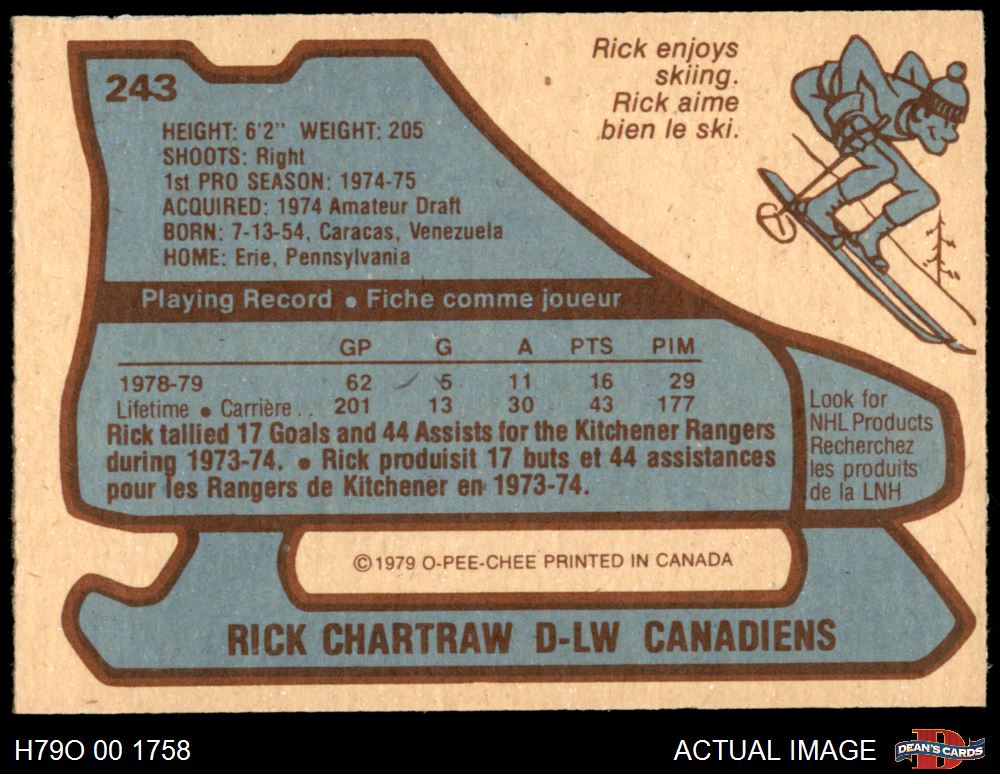 243
Rick enjoys
skiing.
Rick aime
bien le ski.
HEIGHT: 6'2" WEIGHT: 205
SHOOTS: Right
1st PRO SEASON: 1974-75
ACQUIRED: 1974 Amateur Draft
BORN: 7-13-54, Caracas, Venezuela
HOME: Erie, Pennsylvania
Playing Record • Fiche comme joueur
GP G A PTS PIM
1978-79 62 5 11 16 29
Lifetime • Carrière.. 201 13 30 43 177
Rick tallied 17 Goals and 44 Assists for the Kitchener Rangers
during 1973-74. • Rick produisit 17 buts et 44 assistances
pour les Rangers de Kitchener en 1973-74.
Look for
NHL Products
Recherchez
les produits
de la LNH
©1979 O-PEE-CHEE PRINTED IN CANADA
RICK CHARTRAW D-LW CANADIENS
H79O 00 1758
ACTUAL IMAGE
D
DEAN'S CARDS